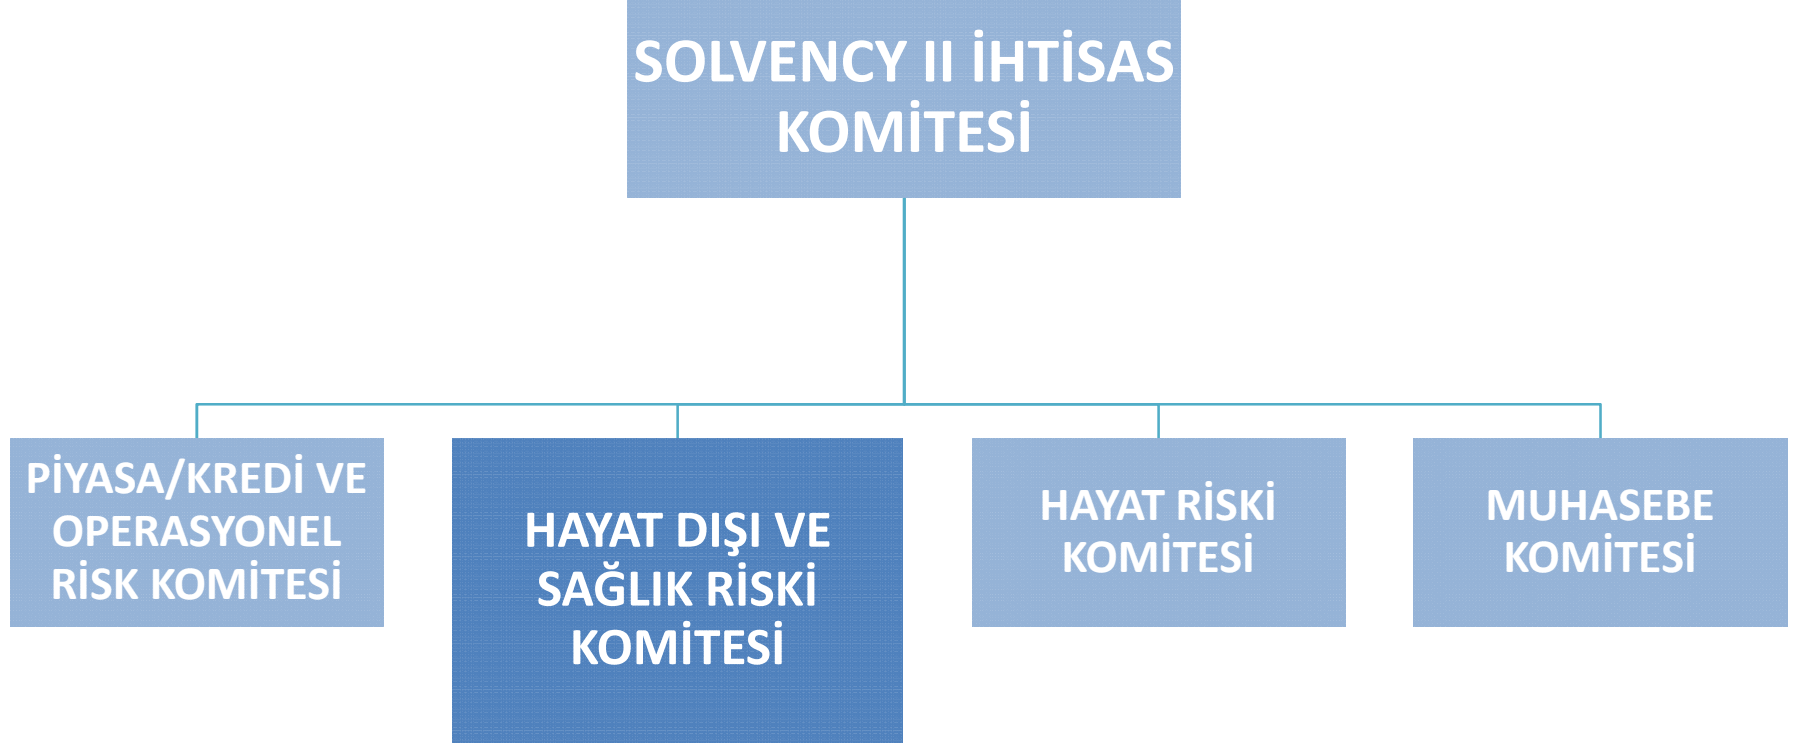 SOLVENCY II İHTİSAS
KOMİTESİ
PİYASA/KREDİ VE
OPERASYONEL
RİSK KOMİTESİ
HAYAT DIŞI VE
SAĞLIK RİSKİ
KOMİTESİ
HAYAT RİSKİ
KOMİTESİ
MUHASEBE
KOMİTESİ